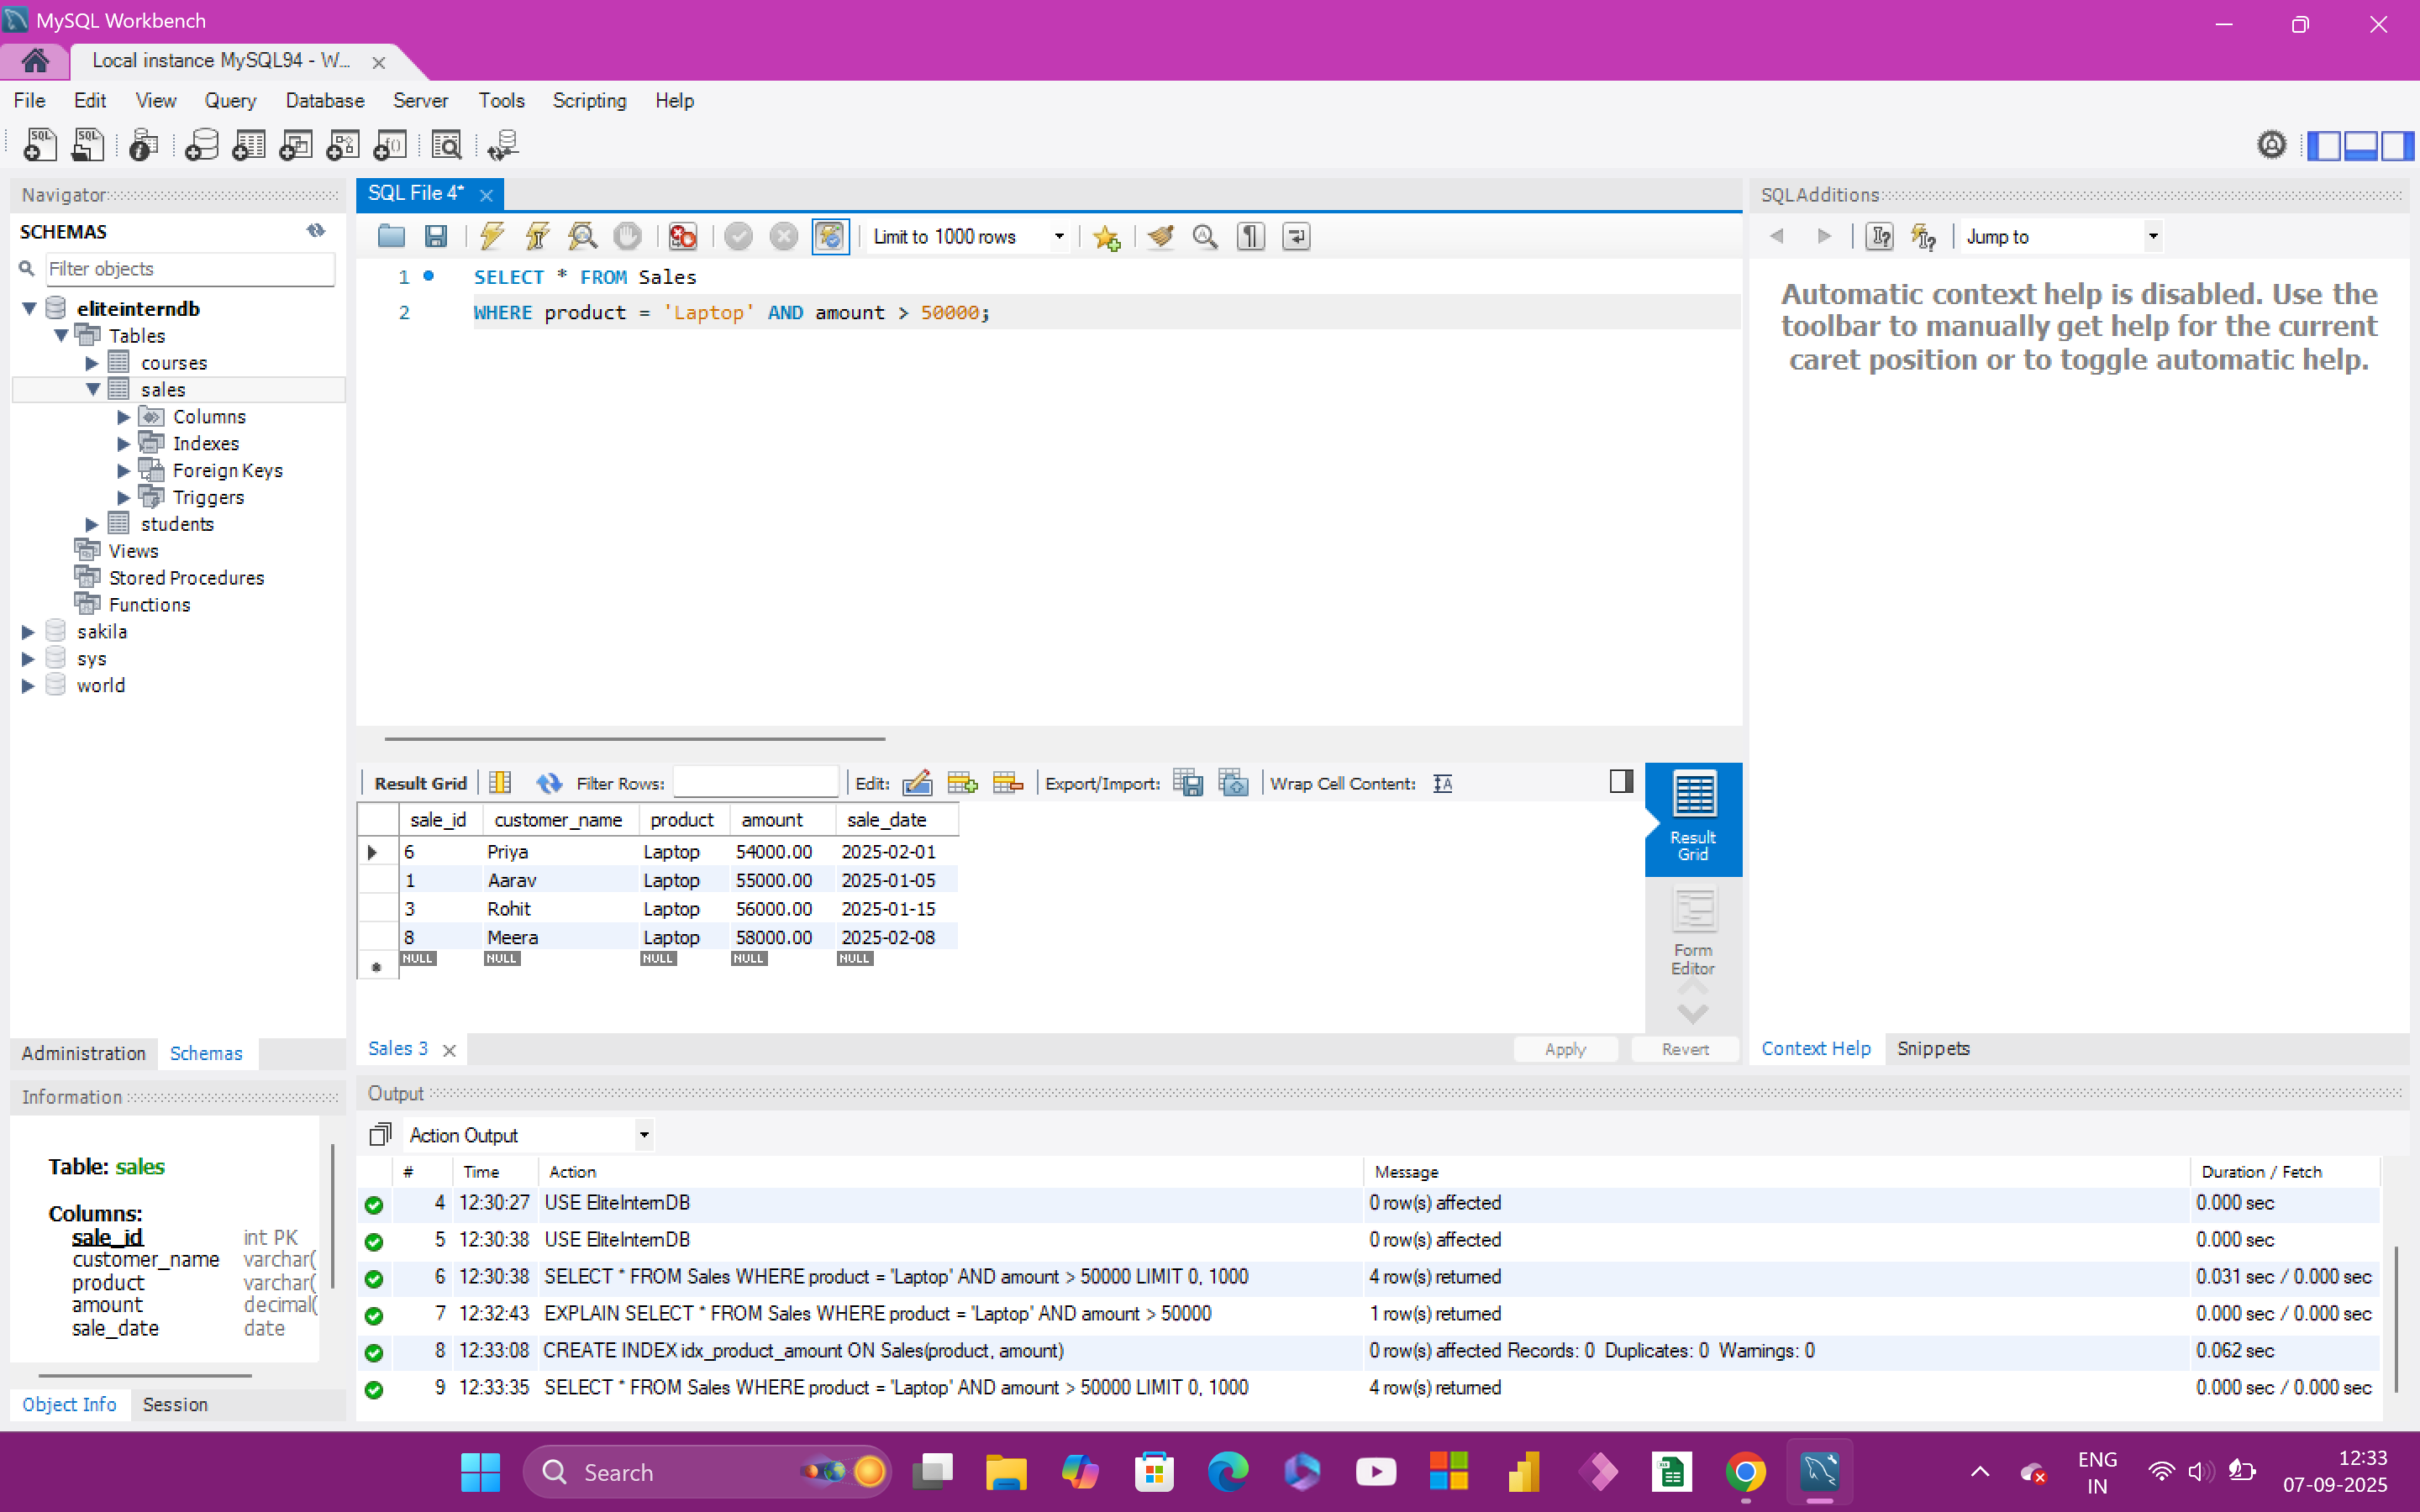 MySQL Workbench
Local instance MySQL94 - W...
File Edit View Query Database Server Tools Scripting Help
Navigator
SCHEMAS
Filter objects
eliteinterndb
Tables
courses
sales
Columns
Indexes
Foreign Keys
Triggers
students
Views
Stored Procedures
Functions
sakila
sys
world
Administration Schemas
Information
Table: sales
Columns:
sale_id int PK
customer_name varchar(
product varchar(
amount decimal(
sale_date date
Object Info Session
SQL File 4*
Limit to 1000 rows
1 SELECT * FROM Sales
2 WHERE product = 'Laptop' AND amount > 50000;
Result Grid Filter Rows: Edit: Export/Import: Wrap Cell Content:
sale_id customer_name product amount sale_date
6 Priya Laptop 54000.00 2025-02-01
1 Aarav Laptop 55000.00 2025-01-05
3 Rohit Laptop 56000.00 2025-01-15
8 Meera Laptop 58000.00 2025-02-08
NULL NULL NULL NULL NULL
Result
Grid
Form
Editor
Sales 3
Apply Revert
SQLAdditions
Jump to
Automatic context help is disabled. Use the
toolbar to manually get help for the current
caret position or to toggle automatic help.
Context Help Snippets
Output
Action Output
# Time Action Message Duration / Fetch
4 12:30:27 USE EliteInternDB 0 row(s) affected 0.000 sec
5 12:30:38 USE EliteInternDB 0 row(s) affected 0.000 sec
6 12:30:38 SELECT * FROM Sales WHERE product = 'Laptop' AND amount > 50000 LIMIT 0, 1000 4 row(s) returned 0.031 sec / 0.000 sec
7 12:32:43 EXPLAIN SELECT * FROM Sales WHERE product = 'Laptop' AND amount > 50000 1 row(s) returned 0.000 sec / 0.000 sec
8 12:33:08 CREATE INDEX idx_product_amount ON Sales(product, amount) 0 row(s) affected Records: 0 Duplicates: 0 Warnings: 0 0.062 sec
9 12:33:35 SELECT * FROM Sales WHERE product = 'Laptop' AND amount > 50000 LIMIT 0, 1000 4 row(s) returned 0.000 sec / 0.000 sec
Search
ENG
IN
12:33
07-09-2025